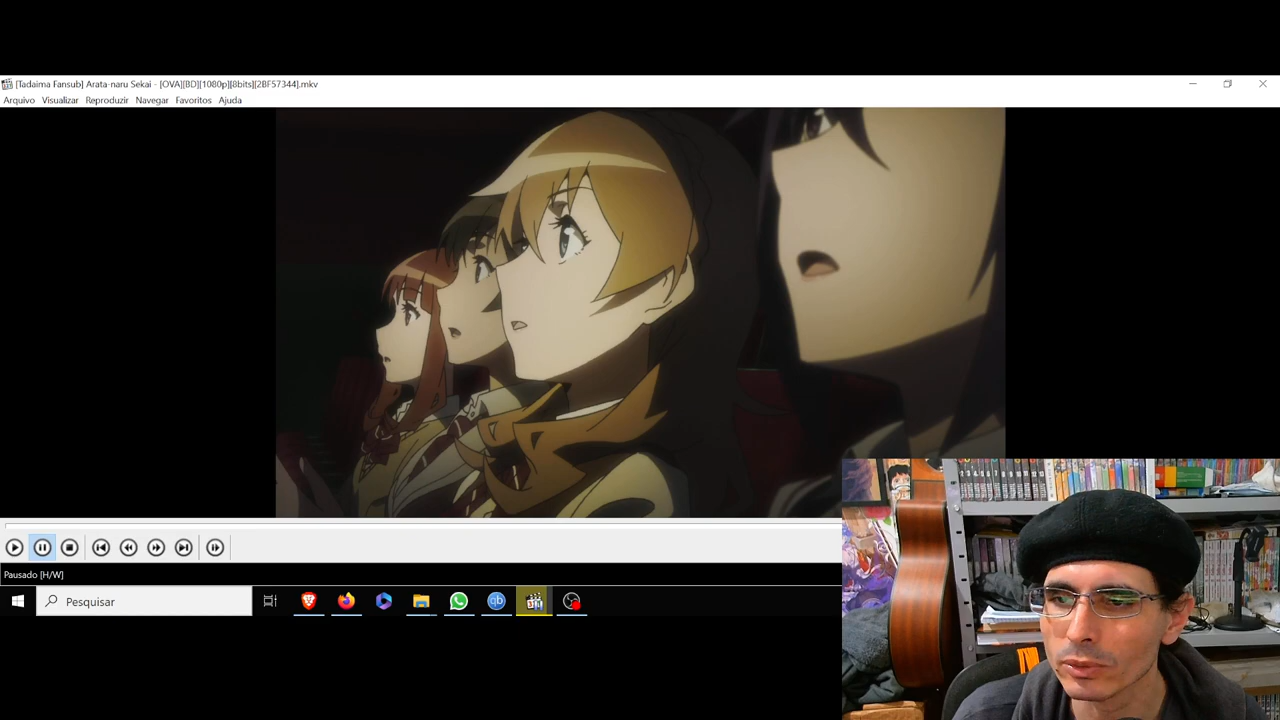 [Tadaima Fansub] Arata-naru Sekai - [OVA][BD][1080p][8bits][2BF57344].mkv
Arquivo Visualizar Reproduzir Navegar Favoritos Ajuda
Pausado [H/W]
Pesquisar
qb